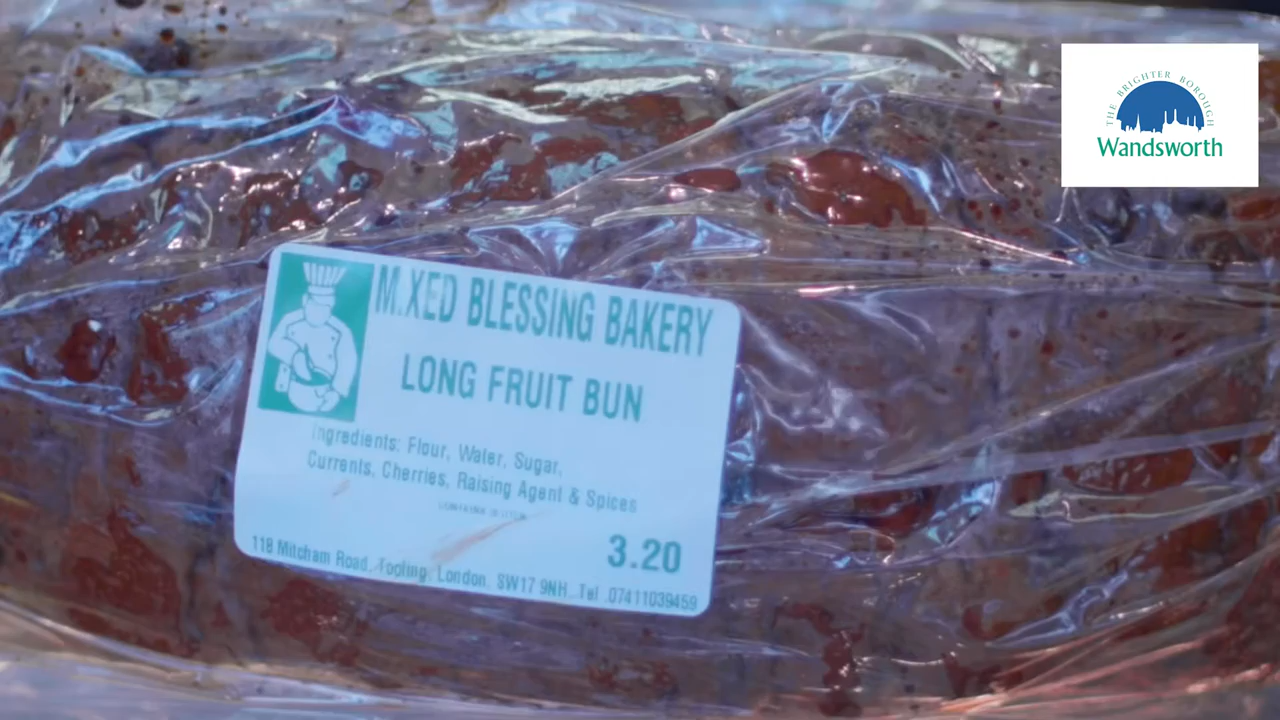 THE BRIGHTER BOROUGH
Wandsworth
M.XED BLESSING BAKERY
LONG FRUIT BUN
Ingredients: Flour, Water, Sugar,
Currents, Cherries, Raising Agent & Spices
3.20
118 Mitcham Road, Tooting, London. SW17 9NH Tel .07411039459